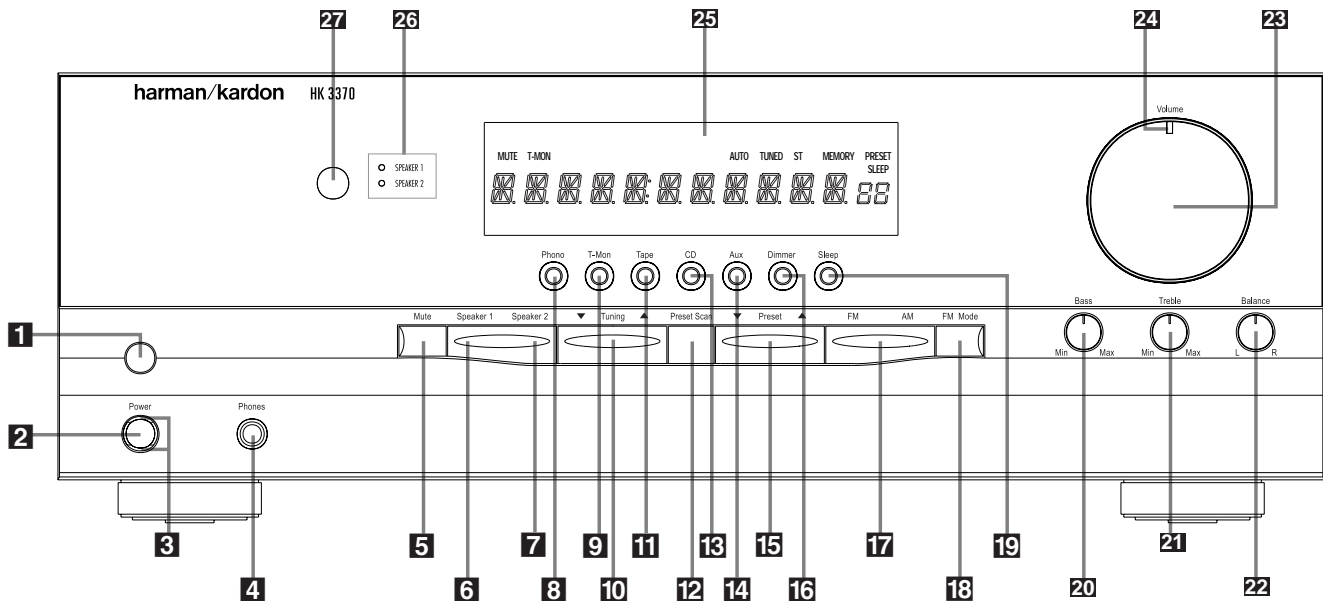 27 26 25 24 23
Volume
harman/kardon HK 3370
MUTE T-MON AUTO TUNED ST MEMORY PRESET
SLEEP
SPEAKER 1
SPEAKER 2
Phono T-Mon Tape CD Aux Dimmer Sleep
Bass Treble Balance
Mute Speaker 1 Speaker 2 ▼ Tuning ▲ Preset Scan ▼ Preset ▲ FM AM FM Mode
1
Min Max Min Max L R
Power Phones
2
3 5 7 9 11 13 15 17 19 21
4 6 8 10 12 14 16 18 20 22